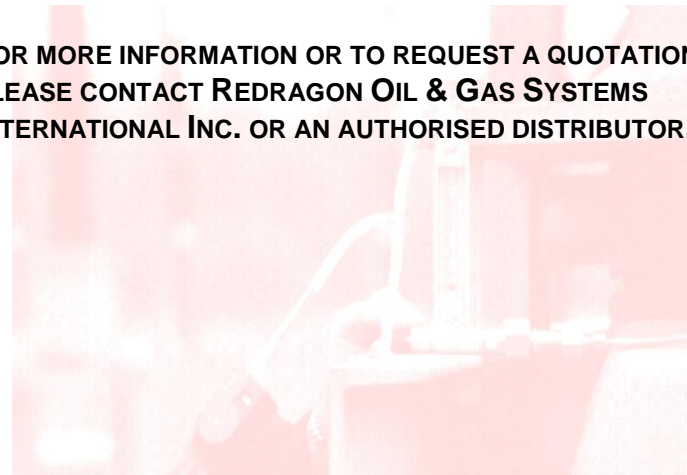 OR MORE INFORMATION OR TO REQUEST A QUOTATION
LEASE CONTACT REDRAGON OIL & GAS SYSTEMS
TERNATIONAL INC. OR AN AUTHORISED DISTRIBUTOR.